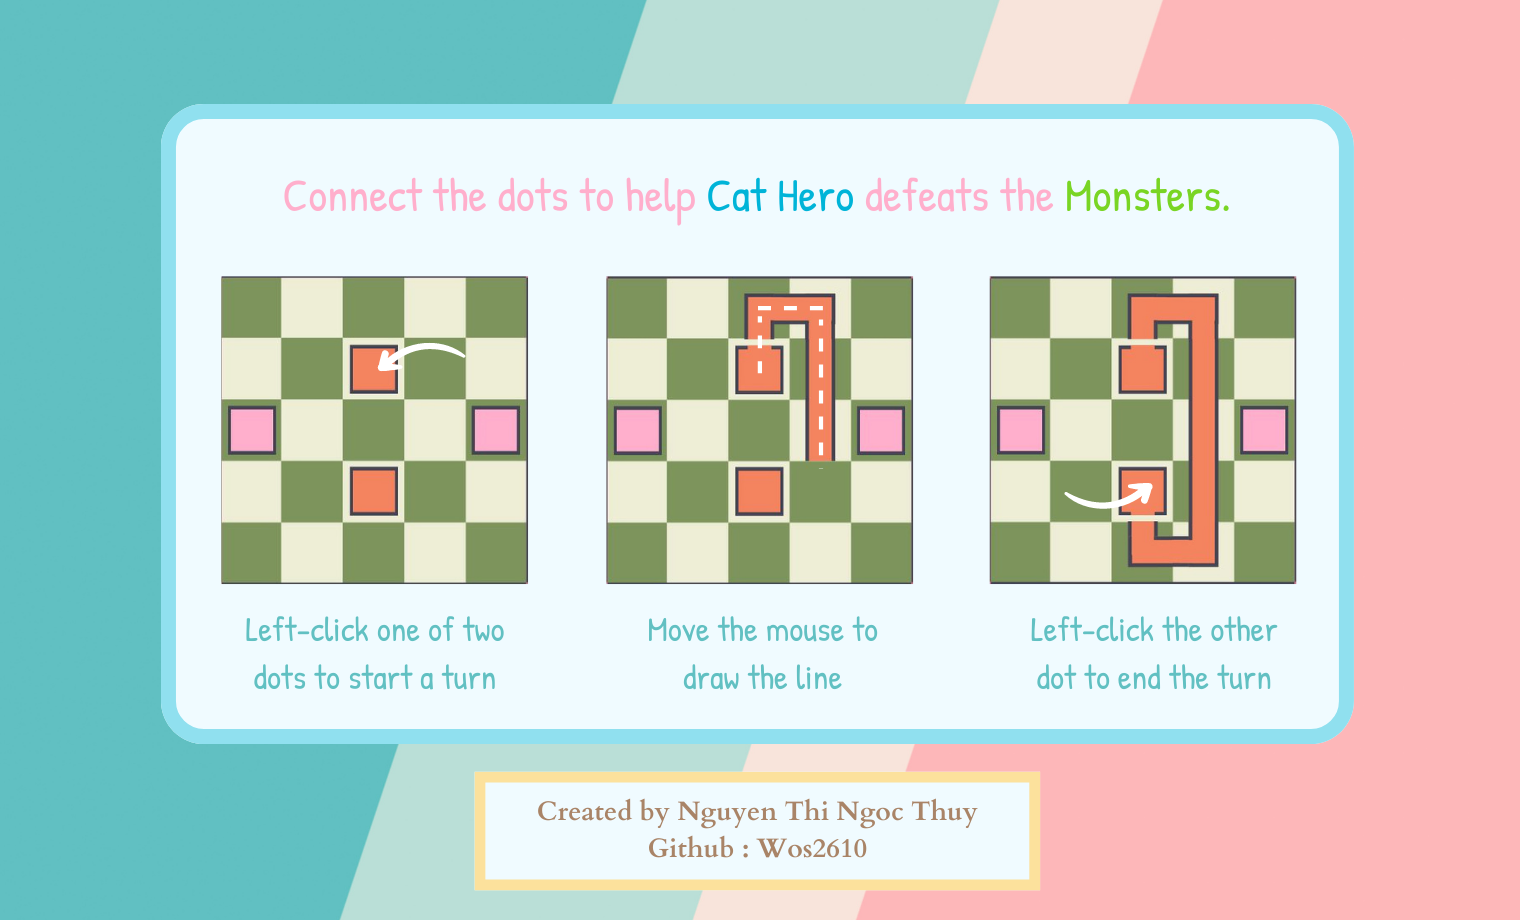 Connect the dots to help Cat Hero defeats the Monsters.
Left-click one of two
dots to start a turn
Move the mouse to
draw the line
Left-click the other
dot to end the turn
Created by Nguyen Thi Ngoc Thuy
Github : Wos2610